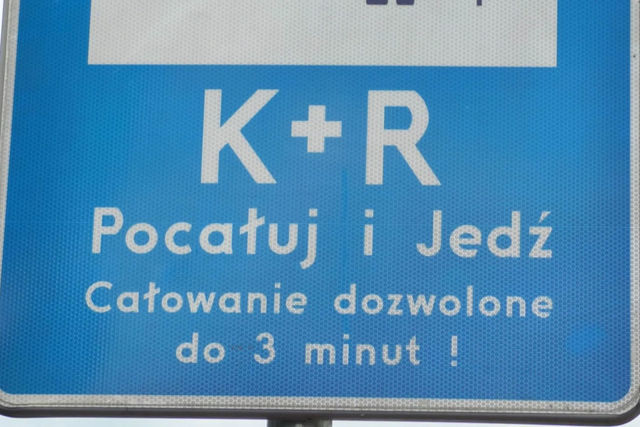 K+R
Pocałuj i Jedź
Całowanie dozwolone
do 3 minut !